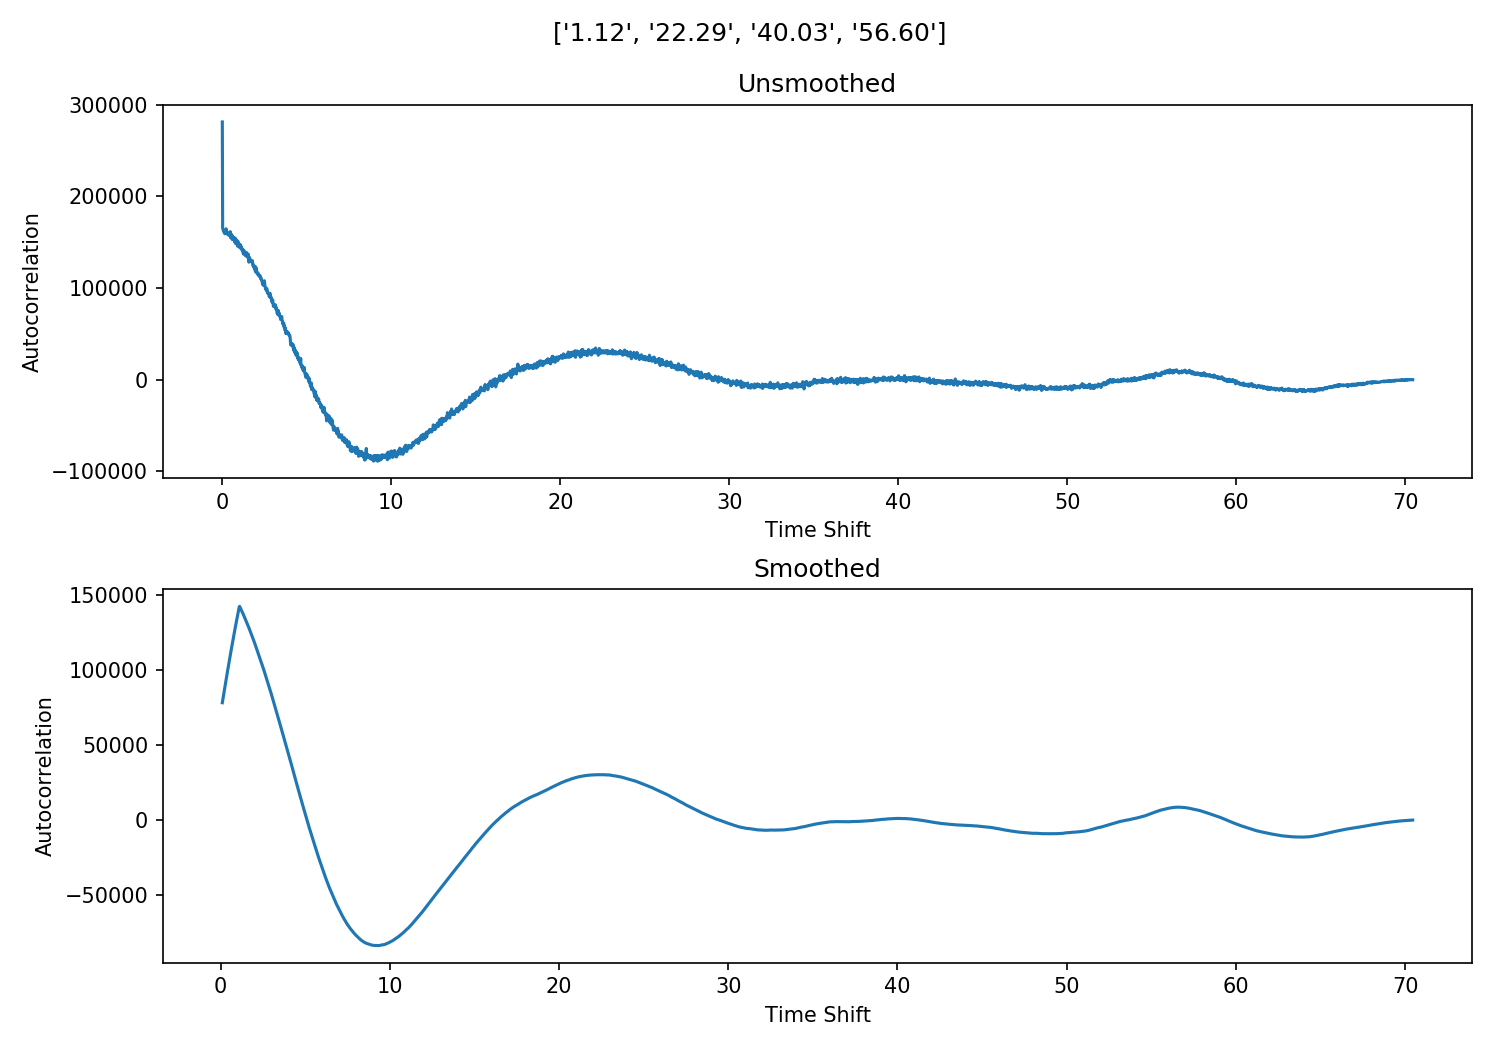 ['1.12', '22.29', '40.03', '56.60']
Unsmoothed
300000
200000
100000
0
−100000
Autocorrelation
0 10 20 30 40 50 60 70
Time Shift
Smoothed
150000
100000
50000
0
−50000
Autocorrelation
0 10 20 30 40 50 60 70
Time Shift